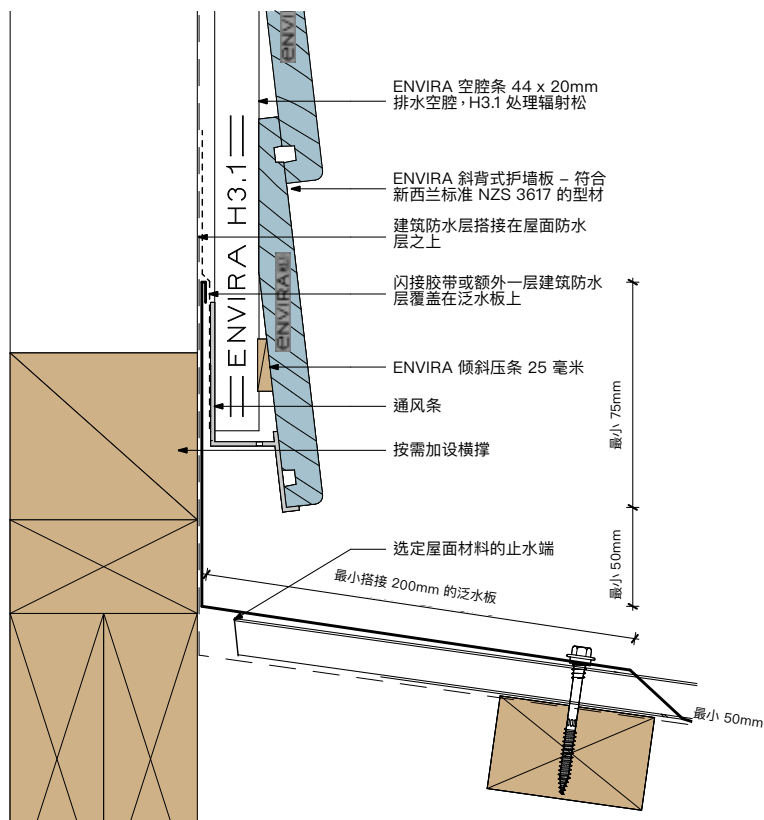 ENVIRA
ENVIRA 空腔条 44 x 20mm
排水空腔，H3.1 处理辐射松
ENVIRA H3.1
ENVIRA 斜背式护墙板 – 符合
新西兰标准 NZS 3617 的型材
建筑防水层搭接在屋面防水
层之上
闪接胶带或额外一层建筑防水
层覆盖在泛水板上
ENVIRA
ENVIRA 倾斜压条 25 毫米
通风条
最小 75mm
按需加设横撑
选定屋面材料的止水端
最小 50mm
最小搭接 200mm 的泛水板
最小 50mm